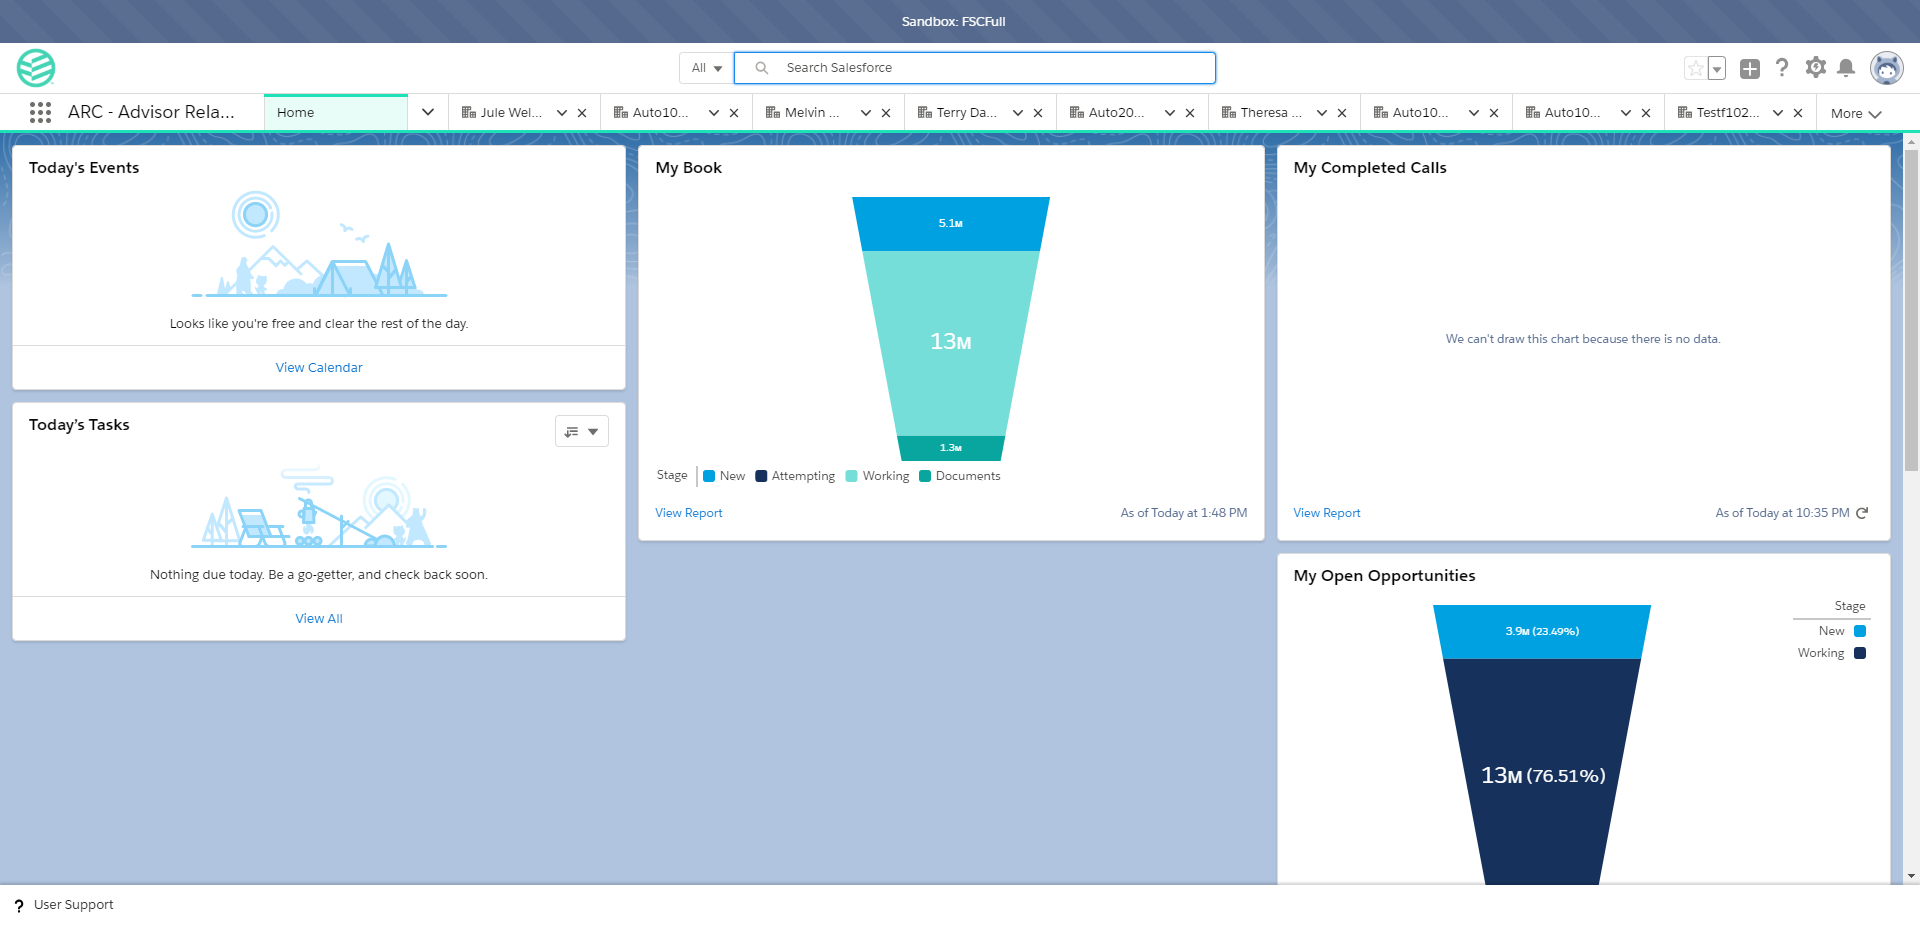 Sandbox: FSCFull
All
Search Salesforce
ARC - Advisor Rela...
Home
Jule Wel...
Auto10...
Melvin ...
Terry Da...
Auto20...
Theresa ...
Auto10...
Auto10...
Testf102...
More
Today's Events
Looks like you're free and clear the rest of the day.
View Calendar
Today's Tasks
Nothing due today. Be a go-getter, and check back soon.
View All
My Book
5.1M
13M
1.3M
Stage New Attempting Working Documents
View Report
As of Today at 1:48 PM
My Completed Calls
We can't draw this chart because there is no data.
View Report
As of Today at 10:35 PM
My Open Opportunities
Stage
New
Working
3.9M (23.49%)
13M (76.51%)
? User Support